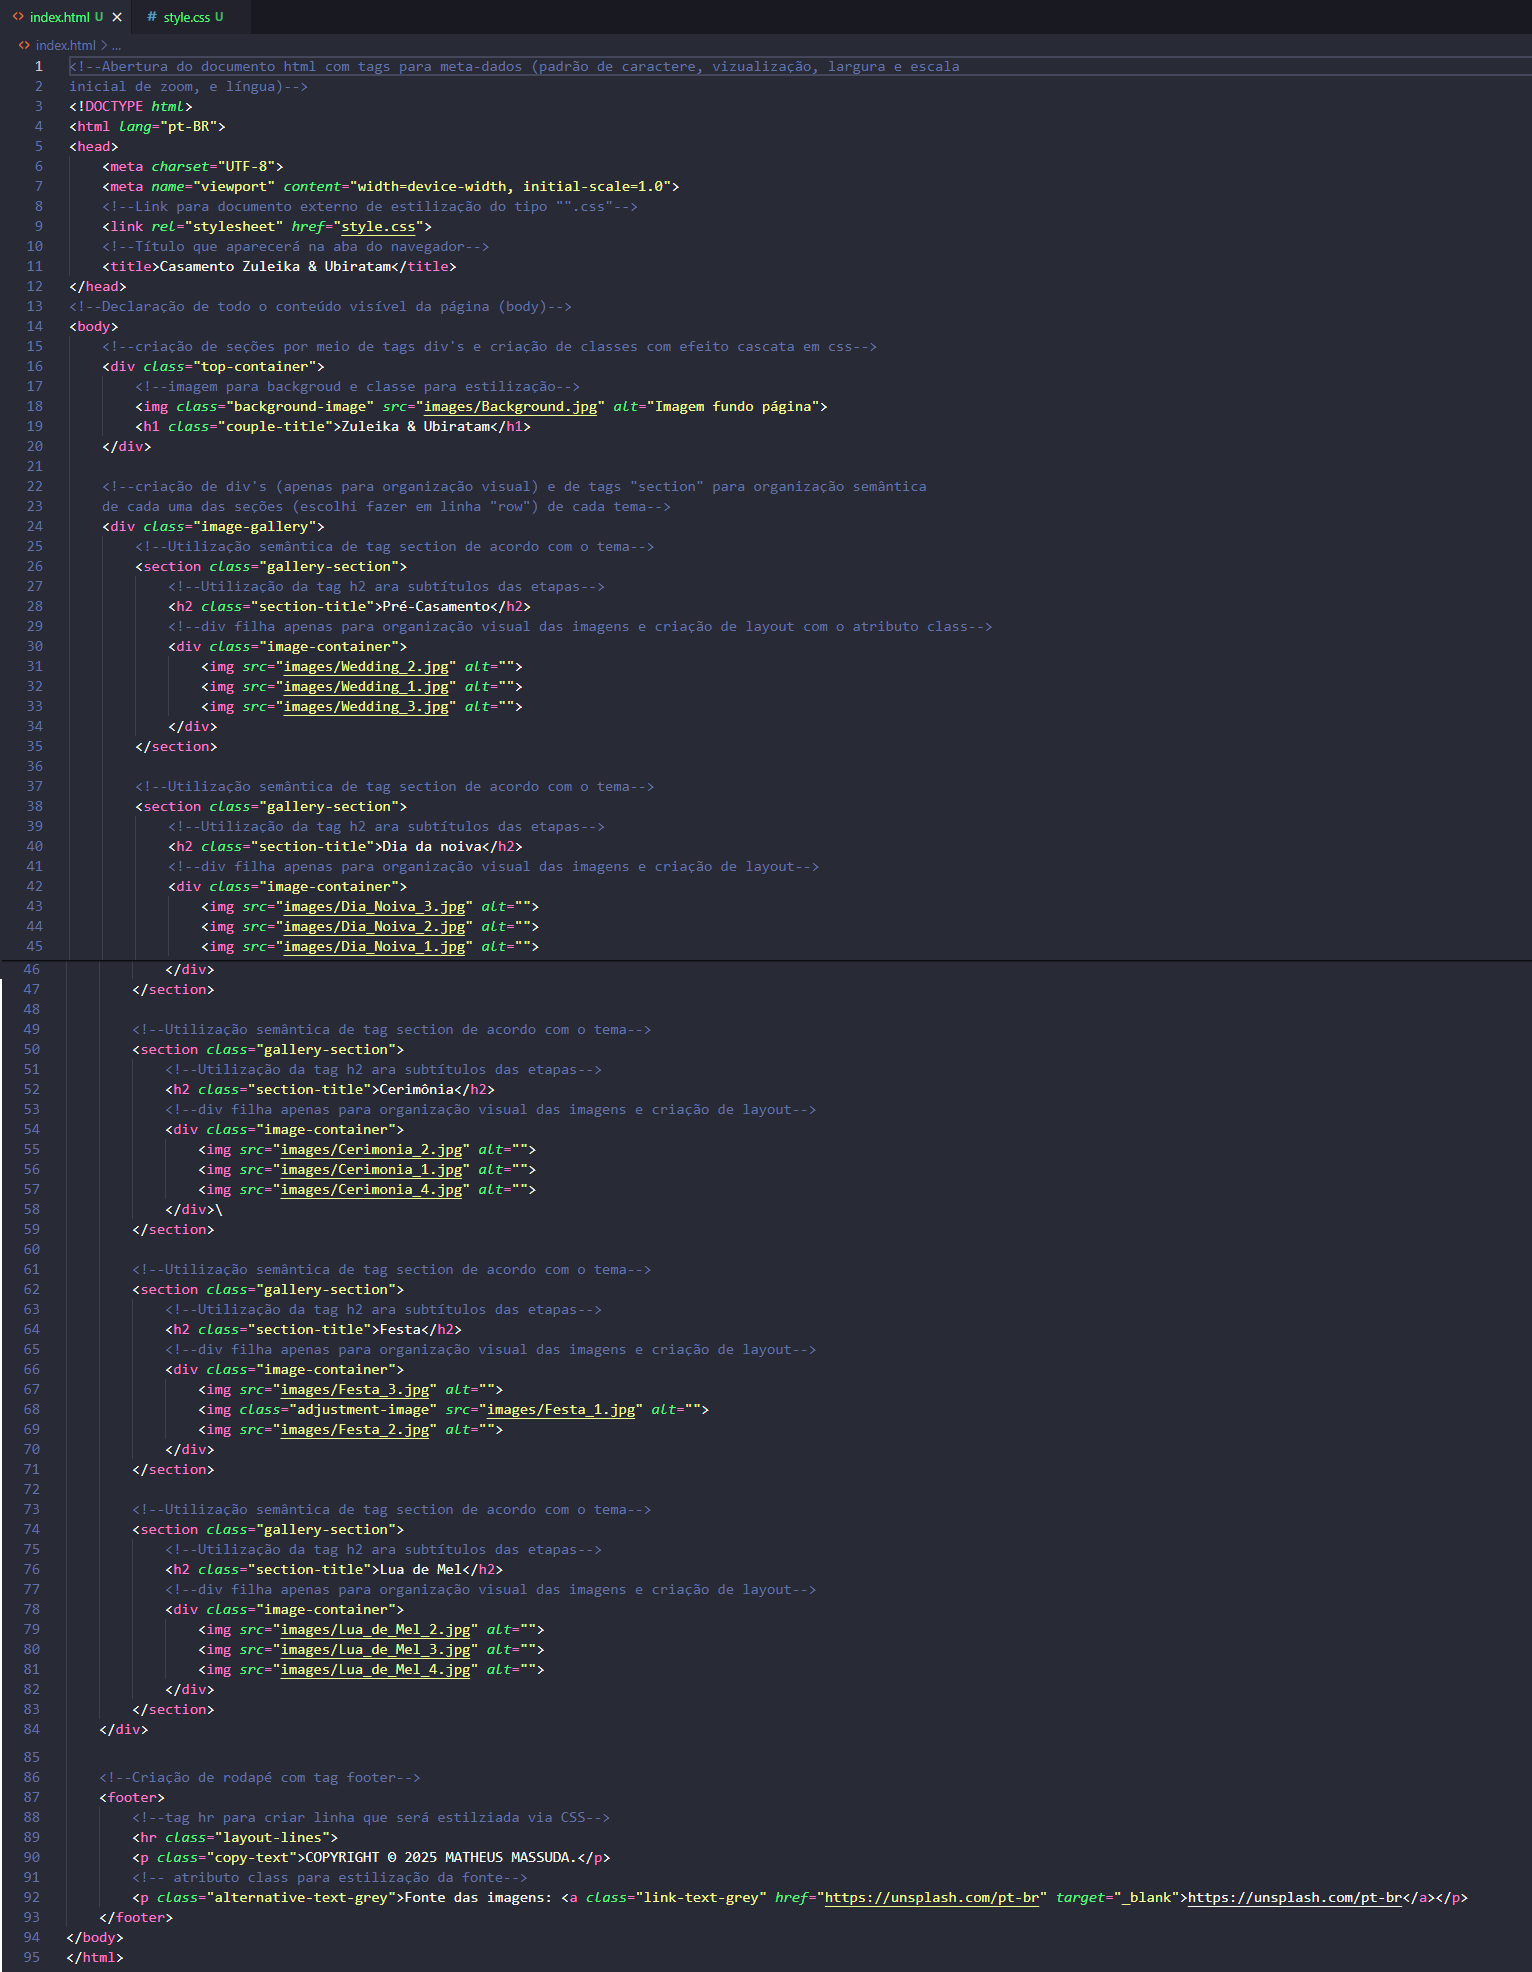 index.html U × # style.css U
index.html > ...
1 <!--Abertura do documento html com tags para meta-dados (padrão de caractere, vizualização, largura e escala
2 inicial de zoom, e língua)-->
3 <!DOCTYPE html>
4 <html lang="pt-BR">
5 <head>
6     <meta charset="UTF-8">
7     <meta name="viewport" content="width=device-width, initial-scale=1.0">
8     <!--Link para documento externo de estilização do tipo "".css"-->
9     <link rel="stylesheet" href="style.css">
10     <!--Título que aparecerá na aba do navegador-->
11     <title>Casamento Zuleika & Ubiratam</title>
12 </head>
13 <!--Declaração de todo o conteúdo visível da página (body)-->
14 <body>
15     <!--criação de seções por meio de tags div's e criação de classes com efeito cascata em css-->
16     <div class="top-container">
17         <!--imagem para backgroud e classe para estilização-->
18         <img class="background-image" src="images/Background.jpg" alt="Imagem fundo página">
19         <h1 class="couple-title">Zuleika & Ubiratam</h1>
20     </div>
21
22     <!--criação de div's (apenas para organização visual) e de tags "section" para organização semântica
23     de cada uma das seções (escolhi fazer em linha "row") de cada tema-->
24     <div class="image-gallery">
25         <!--Utilização semântica de tag section de acordo com o tema-->
26         <section class="gallery-section">
27             <!--Utilização da tag h2 ara subtítulos das etapas-->
28             <h2 class="section-title">Pré-Casamento</h2>
29             <!--div filha apenas para organização visual das imagens e criação de layout com o atributo class-->
30             <div class="image-container">
31                 <img src="images/Wedding_2.jpg" alt="">
32                 <img src="images/Wedding_1.jpg" alt="">
33                 <img src="images/Wedding_3.jpg" alt="">
34             </div>
35         </section>
36
37         <!--Utilização semântica de tag section de acordo com o tema-->
38         <section class="gallery-section">
39             <!--Utilização da tag h2 ara subtítulos das etapas-->
40             <h2 class="section-title">Dia da noiva</h2>
41             <!--div filha apenas para organização visual das imagens e criação de layout-->
42             <div class="image-container">
43                 <img src="images/Dia_Noiva_3.jpg" alt="">
44                 <img src="images/Dia_Noiva_2.jpg" alt="">
45                 <img src="images/Dia_Noiva_1.jpg" alt="">
46             </div>
47         </section>
48
49         <!--Utilização semântica de tag section de acordo com o tema-->
50         <section class="gallery-section">
51             <!--Utilização da tag h2 ara subtítulos das etapas-->
52             <h2 class="section-title">Cerimônia</h2>
53             <!--div filha apenas para organização visual das imagens e criação de layout-->
54             <div class="image-container">
55                 <img src="images/Cerimonia_2.jpg" alt="">
56                 <img src="images/Cerimonia_1.jpg" alt="">
57                 <img src="images/Cerimonia_4.jpg" alt="">
58             </div>\
59         </section>
60
61         <!--Utilização semântica de tag section de acordo com o tema-->
62         <section class="gallery-section">
63             <!--Utilização da tag h2 ara subtítulos das etapas-->
64             <h2 class="section-title">Festa</h2>
65             <!--div filha apenas para organização visual das imagens e criação de layout-->
66             <div class="image-container">
67                 <img src="images/Festa_3.jpg" alt="">
68                 <img class="adjustment-image" src="images/Festa_1.jpg" alt="">
69                 <img src="images/Festa_2.jpg" alt="">
70             </div>
71         </section>
72
73         <!--Utilização semântica de tag section de acordo com o tema-->
74         <section class="gallery-section">
75             <!--Utilização da tag h2 ara subtítulos das etapas-->
76             <h2 class="section-title">Lua de Mel</h2>
77             <!--div filha apenas para organização visual das imagens e criação de layout-->
78             <div class="image-container">
79                 <img src="images/Lua_de_Mel_2.jpg" alt="">
80                 <img src="images/Lua_de_Mel_3.jpg" alt="">
81                 <img src="images/Lua_de_Mel_4.jpg" alt="">
82             </div>
83         </section>
84     </div>
85
86     <!--Criação de rodapé com tag footer-->
87     <footer>
88         <!--tag hr para criar linha que será estilziada via CSS-->
89         <hr class="layout-lines">
90         <p class="copy-text">COPYRIGHT © 2025 MATHEUS MASSUDA.</p>
91         <!-- atributo class para estilização da fonte-->
92         <p class="alternative-text-grey">Fonte das imagens: <a class="link-text-grey" href="https://unsplash.com/pt-br" target="_blank">https://unsplash.com/pt-br</a></p>
93     </footer>
94 </body>
95 </html>